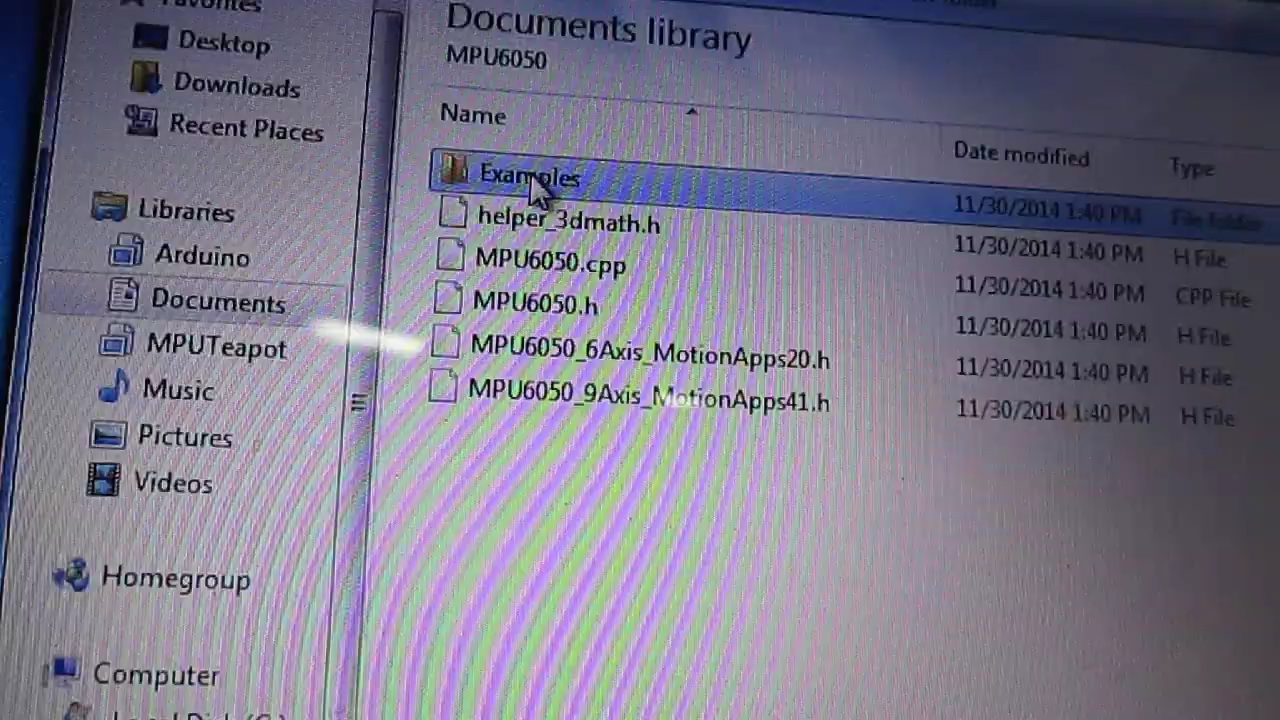 Favorites
Desktop
Downloads
Recent Places
Libraries
Arduino
Documents
MPUTeapot
Music
Pictures
Videos
Homegroup
Computer
Documents library
MPU6050
Name Date modified Type
Examples 11/30/2014 1:40 PM File folder
helper_3dmath.h 11/30/2014 1:40 PM H File
MPU6050.cpp 11/30/2014 1:40 PM CPP File
MPU6050.h 11/30/2014 1:40 PM H File
MPU6050_6Axis_MotionApps20.h 11/30/2014 1:40 PM H File
MPU6050_9Axis_MotionApps41.h 11/30/2014 1:40 PM H File